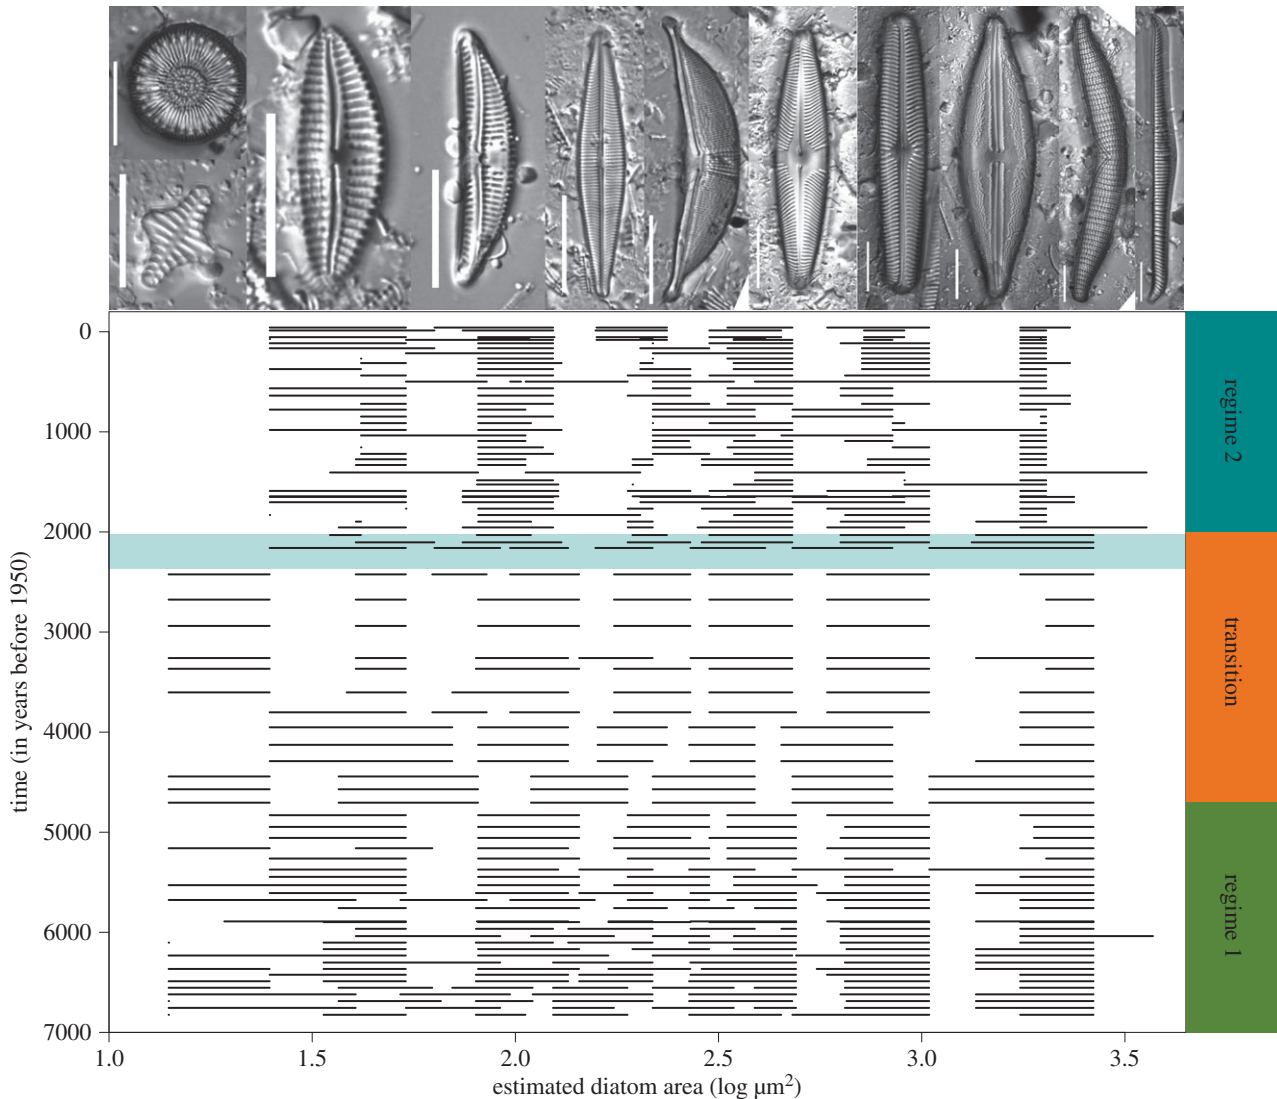 0
1000
2000
3000
4000
5000
6000
7000
time (in years before 1950)
regime 2
transition
regime 1
1.0 1.5 2.0 2.5 3.0 3.5
estimated diatom area (log µm²)